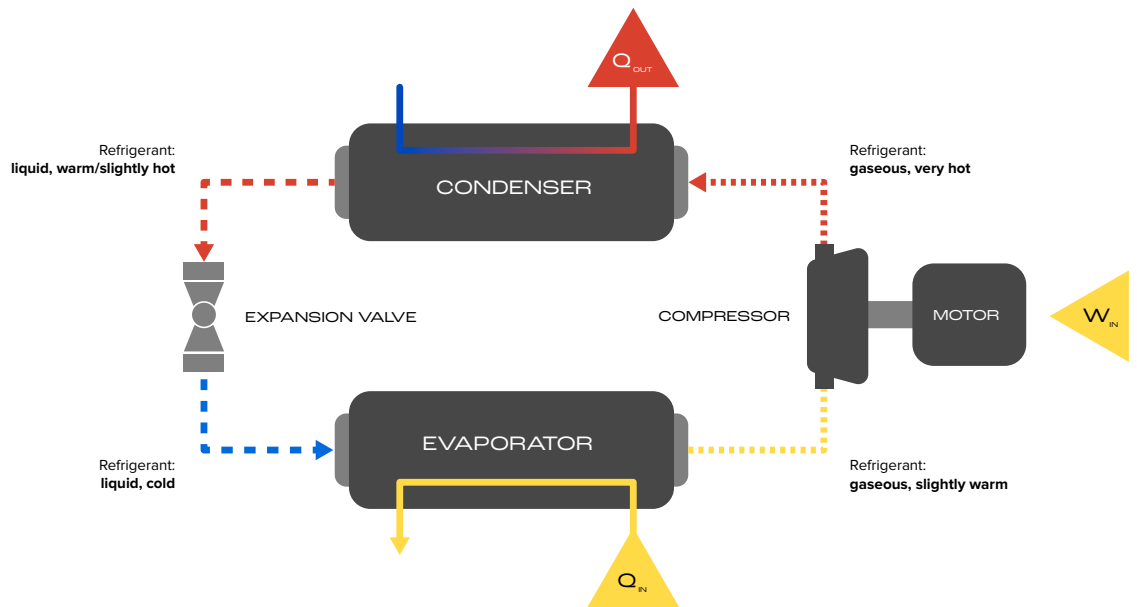 Q OUT
Refrigerant:
liquid, warm/slightly hot
Refrigerant:
gaseous, very hot
CONDENSER
EXPANSION VALVE
COMPRESSOR
MOTOR
W IN
EVAPORATOR
Refrigerant:
liquid, cold
Refrigerant:
gaseous, slightly warm
Q IN